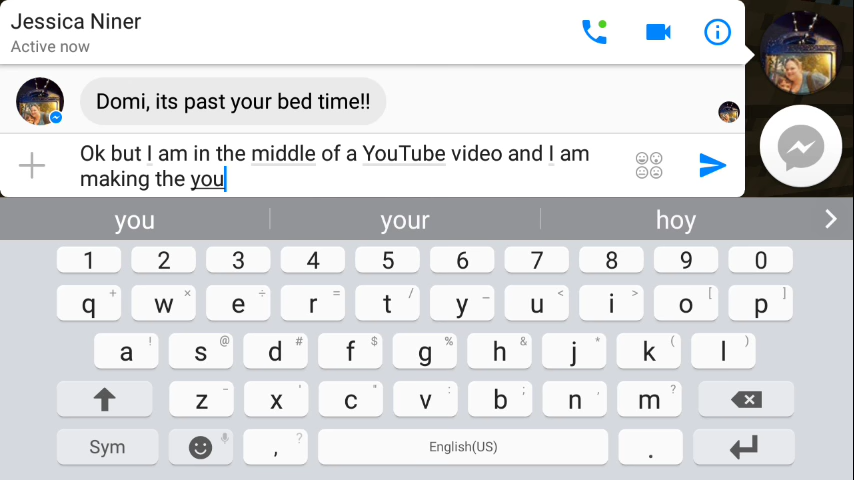 Jessica Niner
Active now
Domi, its past your bed time!!
Ok but I am in the middle of a YouTube video and I am
making the you
you your hoy
1 2 3 4 5 6 7 8 9 0
q + w × e ÷ r = t / y _ u < i > o [ p ]
a ! s @ d # f $ g % h & j * k ( l )
z - x ' c " v : b ; n , m ?
Sym , ? English(US) .